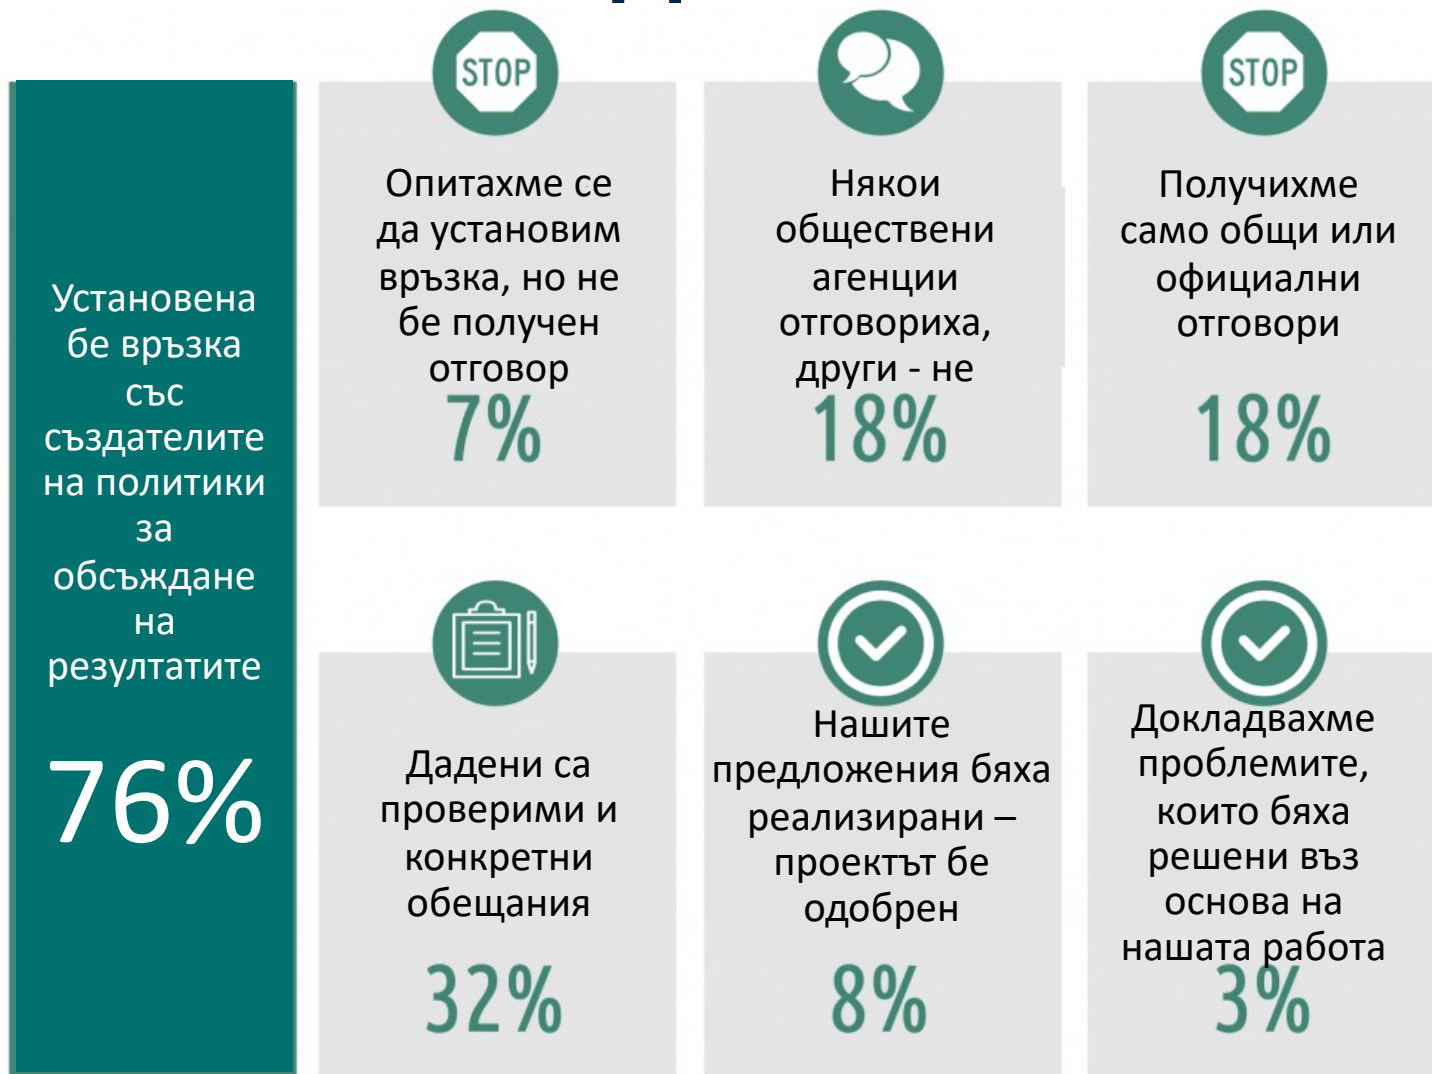 Установена
бе връзка
със
създателите
на политики
за
обсъждане
на
резултатите
76%
STOP
Опитахме се
да установим
връзка, но не
бе получен
отговор
7%
Някои
обществени
агенции
отговориха,
други - не
18%
STOP
Получихме
само общи или
официални
отговори
18%
Дадени са
проверими и
конкретни
обещания
32%
Нашите
предложения бяха
реализирани –
проектът бе
одобрен
8%
Докладвахме
проблемите,
които бяха
решени въз
основа на
нашата работа
3%